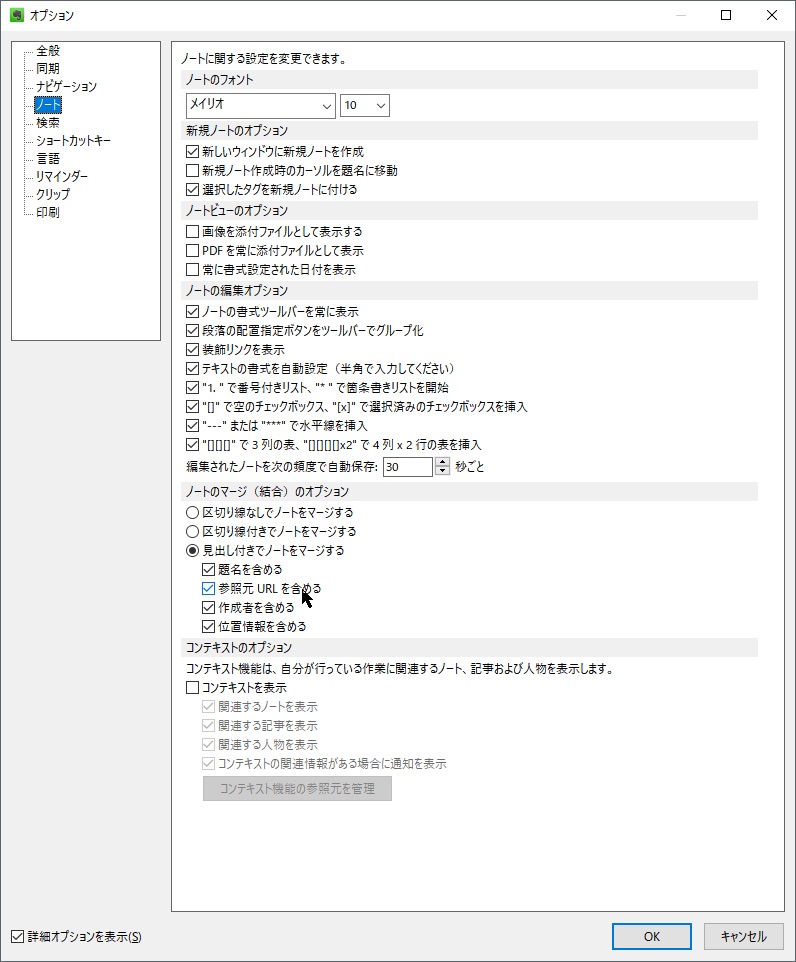 オプション
全般
同期
ナビゲーション
ノート
検索
ショートカットキー
言語
リマインダー
クリップ
印刷
ノートに関する設定を変更できます。
ノートのフォント
メイリオ 10
新規ノートのオプション
新しいウィンドウに新規ノートを作成
新規ノート作成時のカーソルを題名に移動
選択したタグを新規ノートに付ける
ノートビューのオプション
画像を添付ファイルとして表示する
PDF を常に添付ファイルとして表示
常に書式設定された日付を表示
ノートの編集オプション
ノートの書式ツールバーを常に表示
段落の配置指定ボタンをツールバーでグループ化
装飾リンクを表示
テキストの書式を自動設定（半角で入力してください）
"1. " で番号付きリスト、"* " で箇条書きリストを開始
"[]" で空のチェックボックス、"[x]" で選択済みのチェックボックスを挿入
"---" または "***" で水平線を挿入
"[][][]" で 3 列の表、"[][][][]x2" で 4 列 x 2 行の表を挿入
編集されたノートを次の頻度で自動保存: 30 秒ごと
ノートのマージ（結合）のオプション
区切り線なしでノートをマージする
区切り線付きでノートをマージする
見出し付きでノートをマージする
題名を含める
参照元 URL を含める
作成者を含める
位置情報を含める
コンテキストのオプション
コンテキスト機能は、自分が行っている作業に関連するノート、記事および人物を表示します。
コンテキストを表示
関連するノートを表示
関連する記事を表示
関連する人物を表示
コンテキストの関連情報がある場合に通知を表示
コンテキスト機能の参照元を管理
詳細オプションを表示(S)
OK キャンセル